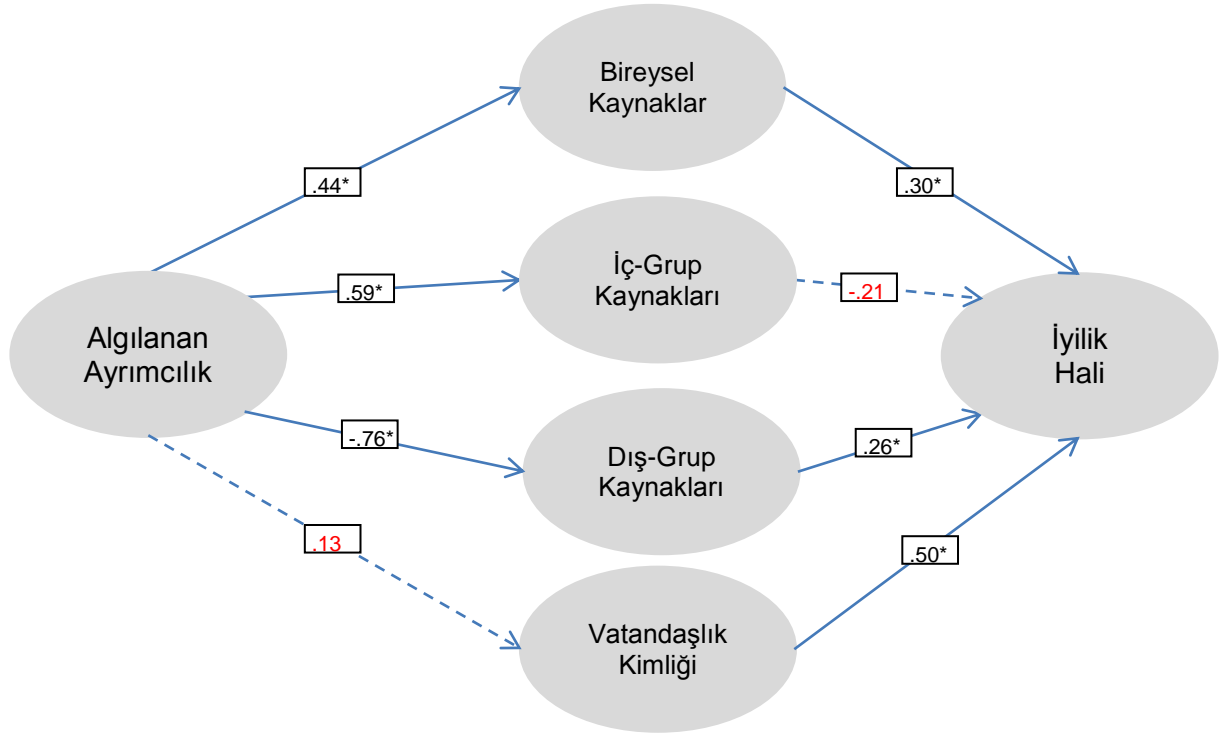 Bireysel
Kaynaklar
.44*
.30*
İç-Grup
Kaynakları
.59*
-.21
Algılanan
Ayrımcılık
İyilik
Hali
-.76*
Dış-Grup
Kaynakları
.26*
.13
.50*
Vatandaşlık
Kimliği